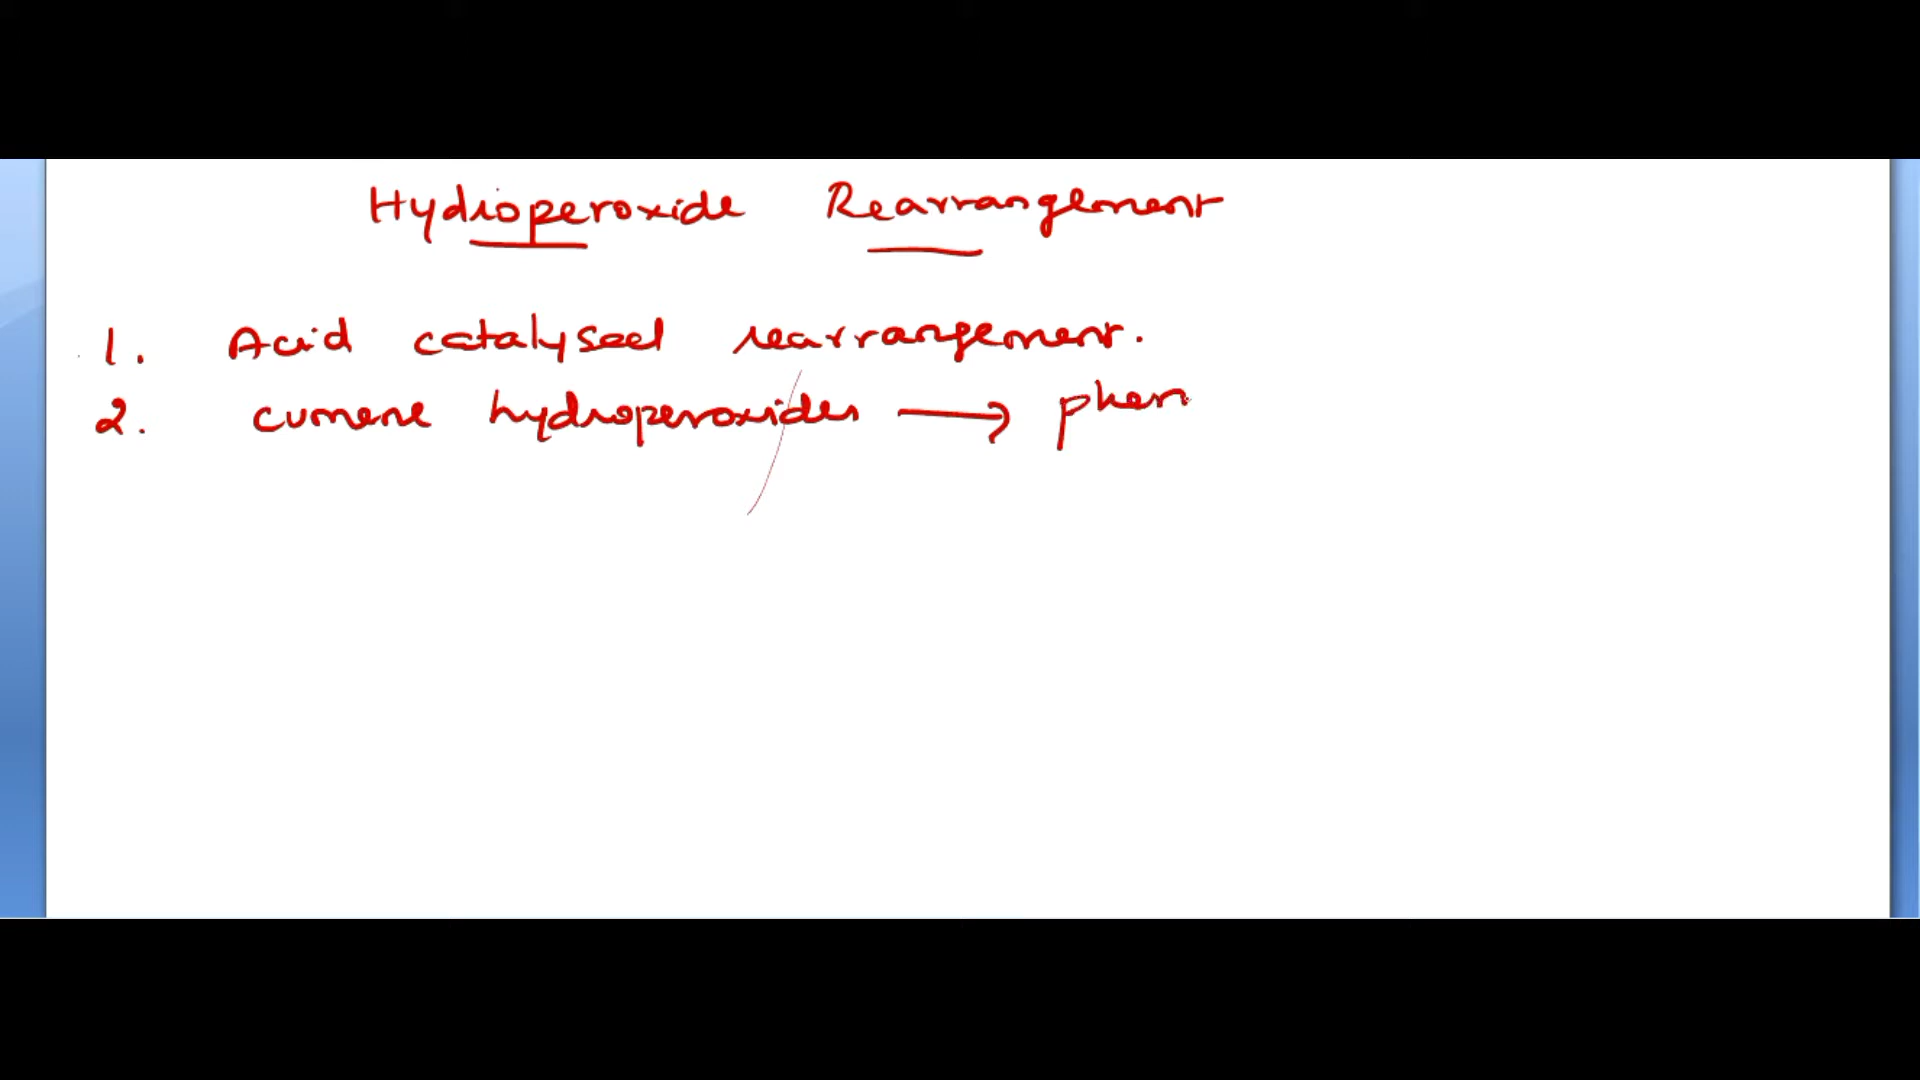 Hydroperoxide Rearrangement
1. Acid catalysed rearrangement.
2. cumene hydroperoxides → phen